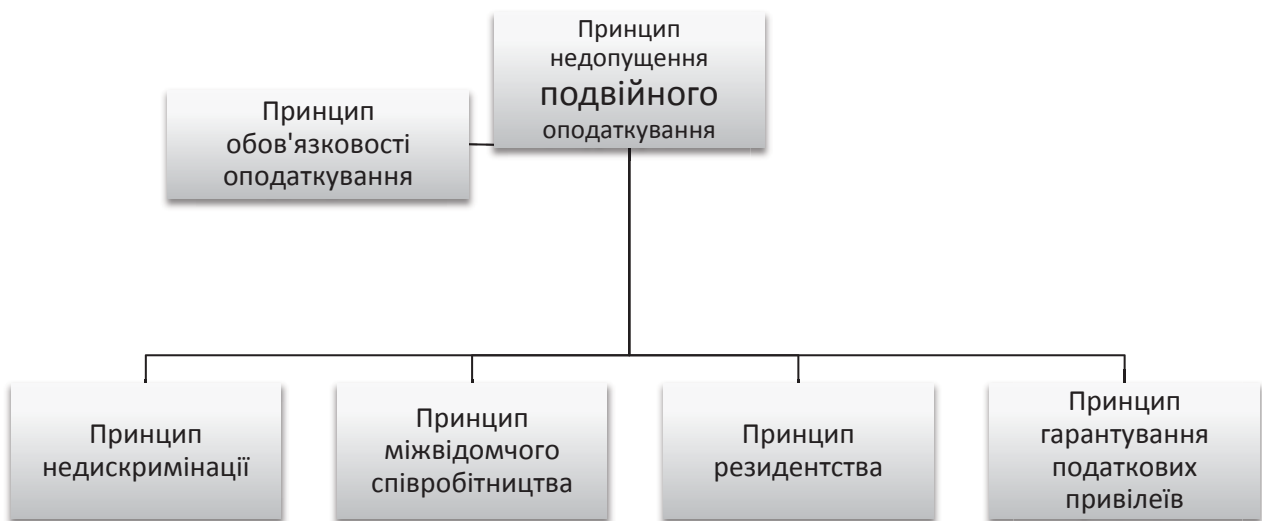 Принцип
недопущення
подвійного
оподаткування
Принцип
обов'язковості
оподаткування
Принцип
недискримінації
Принцип
міжвідомчого
співробітництва
Принцип
резидентства
Принцип
гарантування
податкових
привілеїв